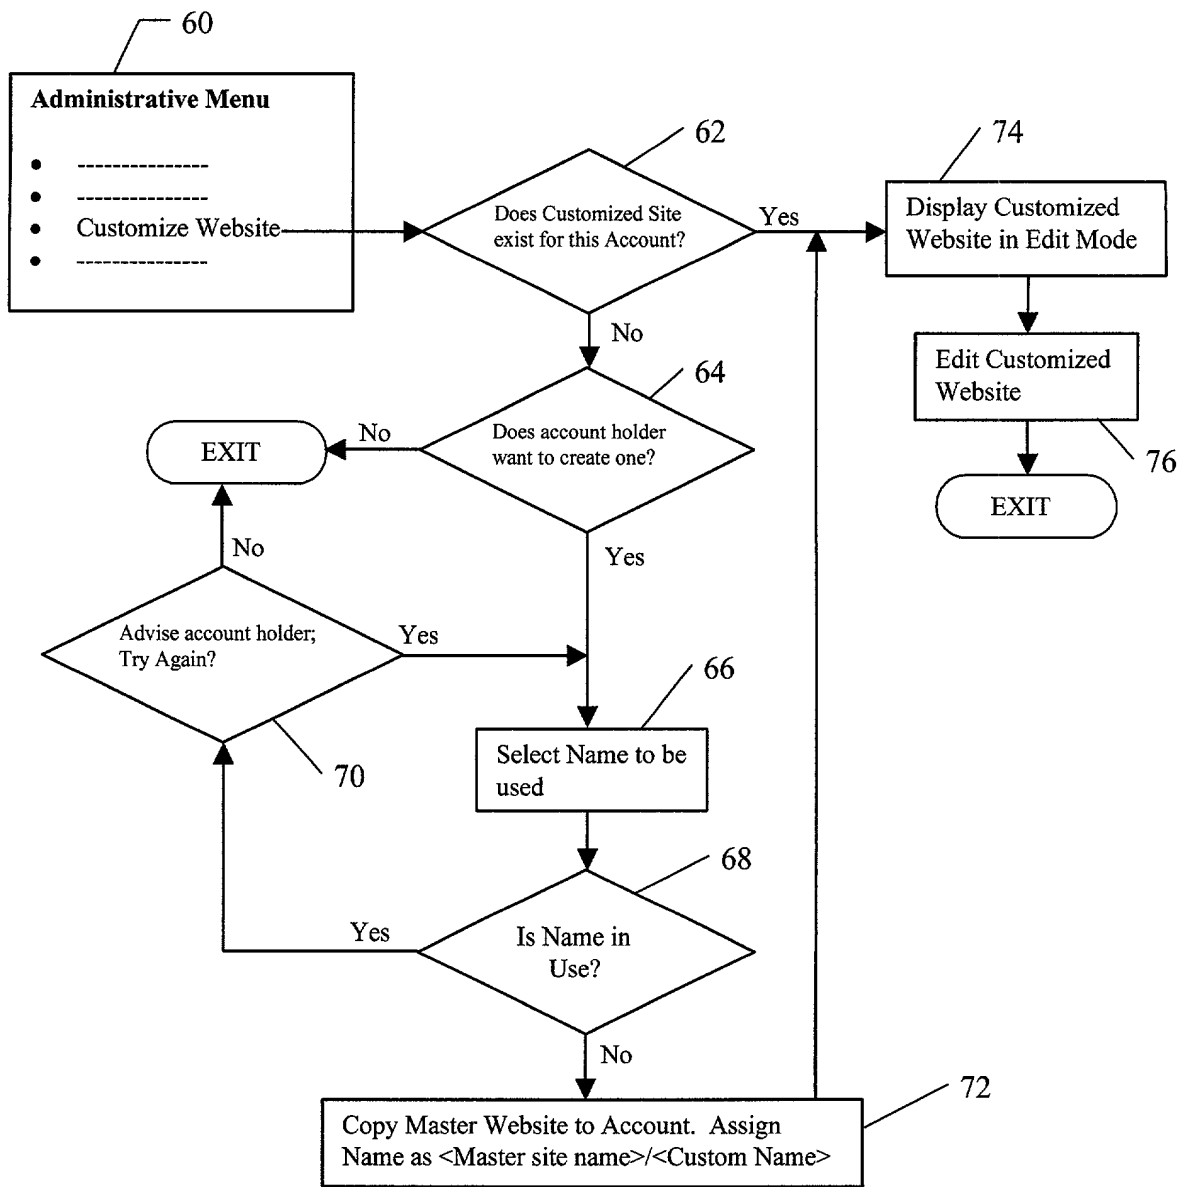 60
Administrative Menu
• ---------------
• ---------------
• Customize Website
• ---------------
62
Does Customized Site
exist for this Account?
Yes
74
Display Customized
Website in Edit Mode
No
64
Does account holder
want to create one?
No
EXIT
Edit Customized
Website
76
EXIT
Yes
No
Advise account holder;
Try Again?
Yes
70
66
Select Name to be
used
68
Is Name in
Use?
Yes
No
72
Copy Master Website to Account. Assign
Name as <Master site name>/<Custom Name>